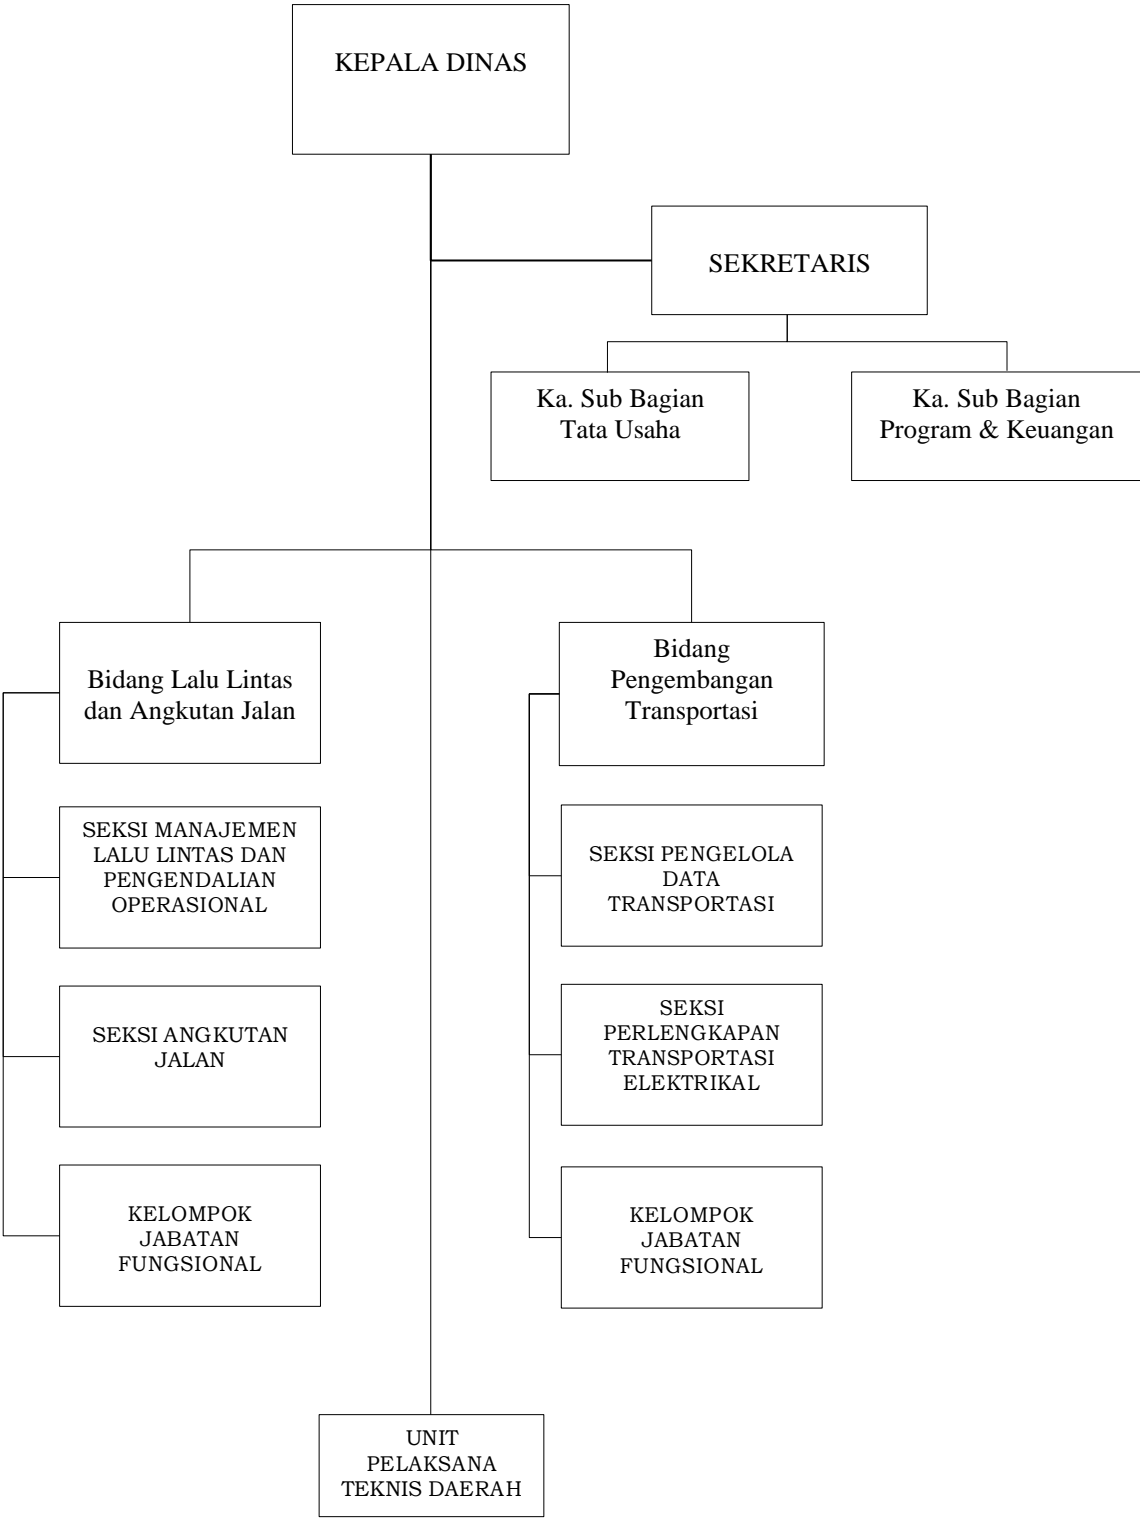 KEPALA DINAS
SEKRETARIS
Ka. Sub Bagian
Tata Usaha
Ka. Sub Bagian
Program & Keuangan
Bidang Lalu Lintas
dan Angkutan Jalan
Bidang
Pengembangan
Transportasi
SEKSI MANAJEMEN
LALU LINTAS DAN
PENGENDALIAN
OPERASIONAL
SEKSI PENGELOLA
DATA
TRANSPORTASI
SEKSI ANGKUTAN
JALAN
SEKSI
PERLENGKAPAN
TRANSPORTASI
ELEKTRIKAL
KELOMPOK
JABATAN
FUNGSIONAL
KELOMPOK
JABATAN
FUNGSIONAL
UNIT
PELAKSANA
TEKNIS DAERAH